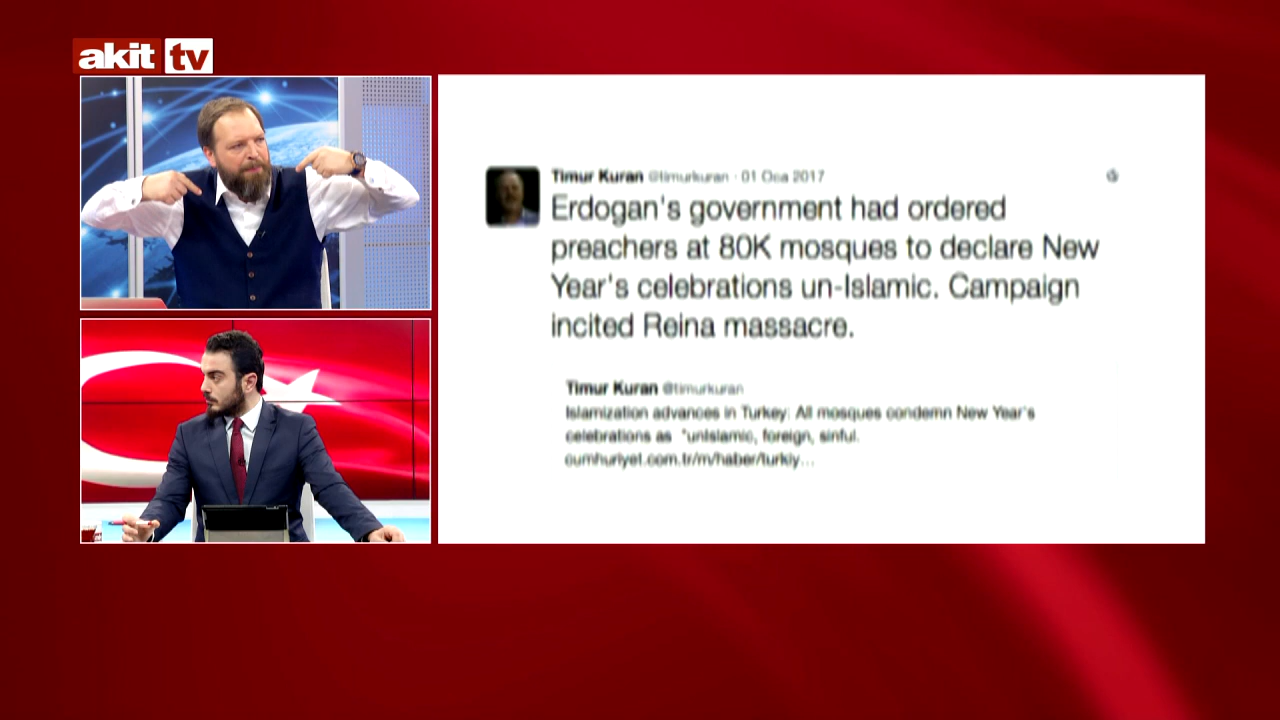 akit tv
Timur Kuran @timurkuran · 01 Oca 2017
Erdogan's government had ordered
preachers at 80K mosques to declare New
Year's celebrations un-Islamic. Campaign
incited Reina massacre.
Timur Kuran @timurkuran
Islamization advances in Turkey: All mosques condemn New Year's
celebrations as "unIslamic, foreign, sinful.
cumhuriyet.com.tr/m/haber/turkiy…